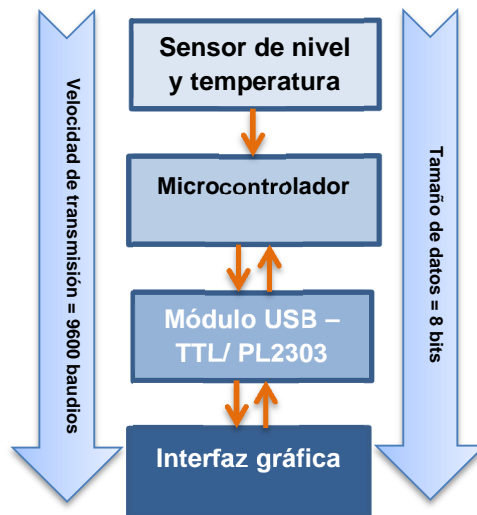 Sensor de nivel
y temperatura
Microcontrolador
Módulo USB –
TTL/ PL2303
Interfaz gráfica
Velocidad de transmisión = 9600 baudios
Tamaño de datos = 8 bits